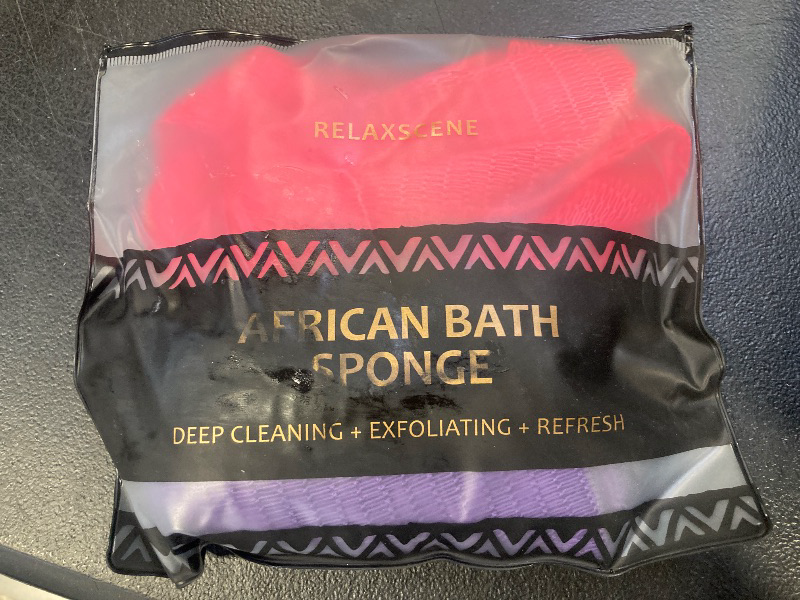 RELAXSCENE
AFRICAN BATH
SPONGE
DEEP CLEANING + EXFOLIATING + REFRESH